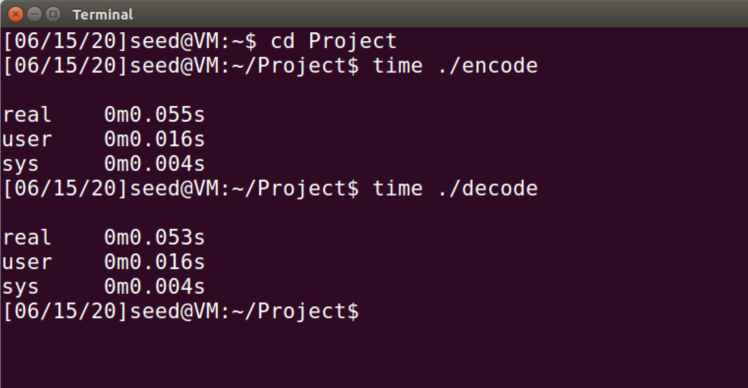 Terminal
[06/15/20]seed@VM:~$ cd Project
[06/15/20]seed@VM:~/Project$ time ./encode
real    0m0.055s
user    0m0.016s
sys     0m0.004s
[06/15/20]seed@VM:~/Project$ time ./decode
real    0m0.053s
user    0m0.016s
sys     0m0.004s
[06/15/20]seed@VM:~/Project$